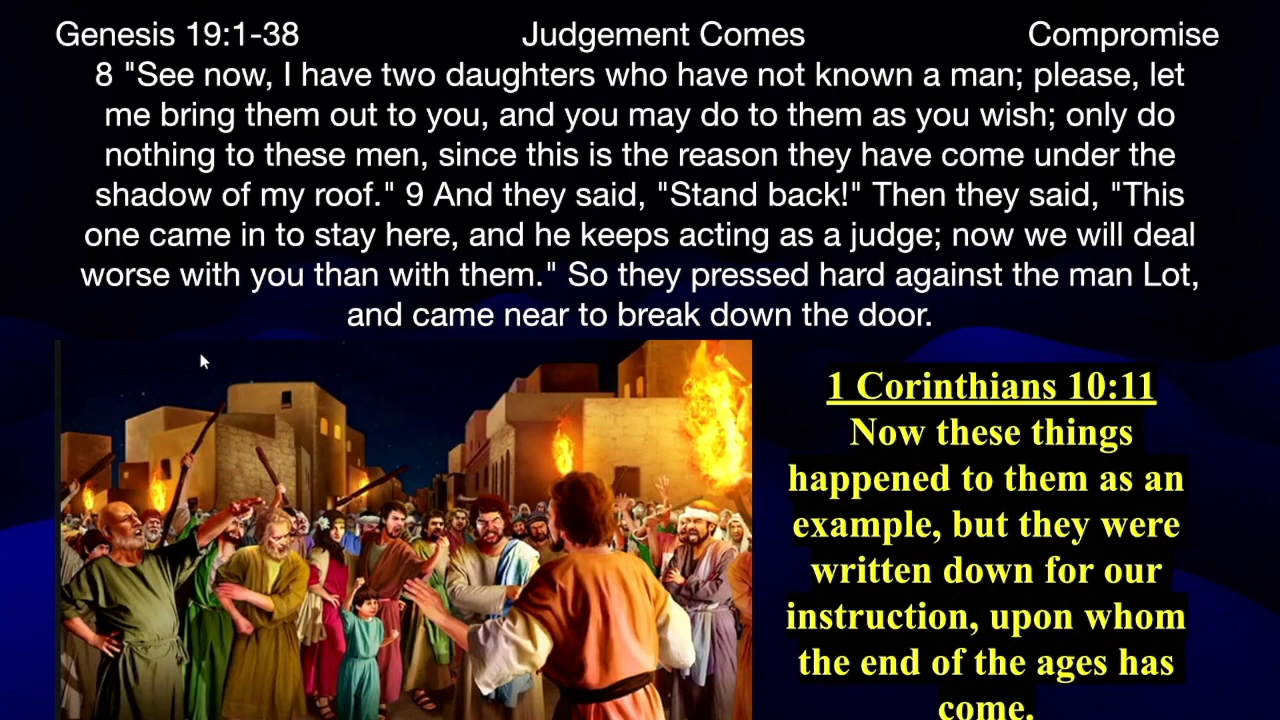 Genesis 19:1-38 Judgement Comes Compromise
8 "See now, I have two daughters who have not known a man; please, let
me bring them out to you, and you may do to them as you wish; only do
nothing to these men, since this is the reason they have come under the
shadow of my roof." 9 And they said, "Stand back!" Then they said, "This
one came in to stay here, and he keeps acting as a judge; now we will deal
worse with you than with them." So they pressed hard against the man Lot,
and came near to break down the door.
1 Corinthians 10:11
Now these things
happened to them as an
example, but they were
written down for our
instruction, upon whom
the end of the ages has
come.